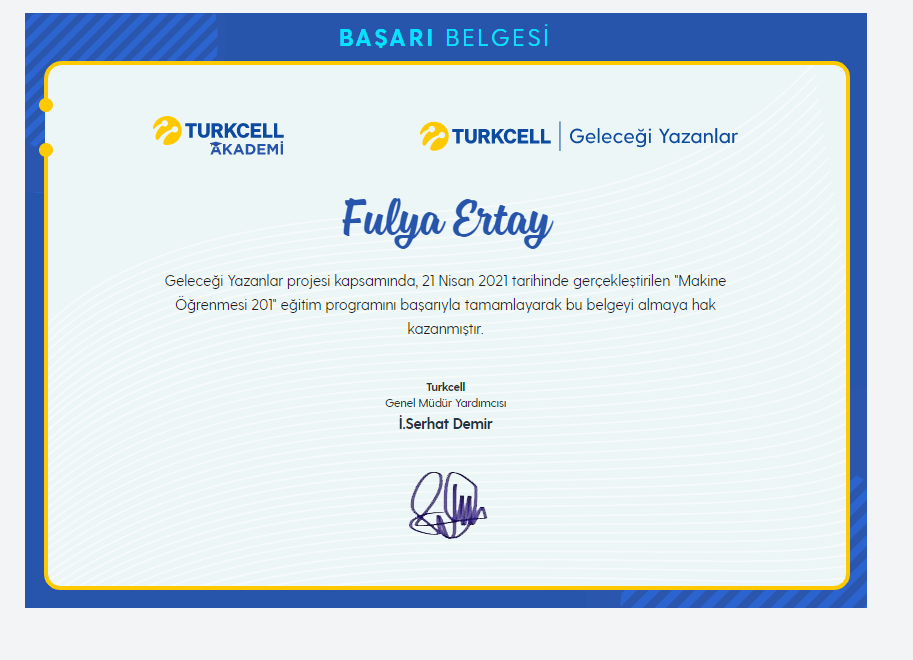 BAŞARI BELGESİ
TURKCELL
AKADEMİ
TURKCELL | Geleceği Yazanlar
Fulya Ertay
Geleceği Yazanlar projesi kapsamında, 21 Nisan 2021 tarihinde gerçekleştirilen "Makine
Öğrenmesi 201" eğitim programını başarıyla tamamlayarak bu belgeyi almaya hak
kazanmıştır.
Turkcell
Genel Müdür Yardımcısı
İ.Serhat Demir